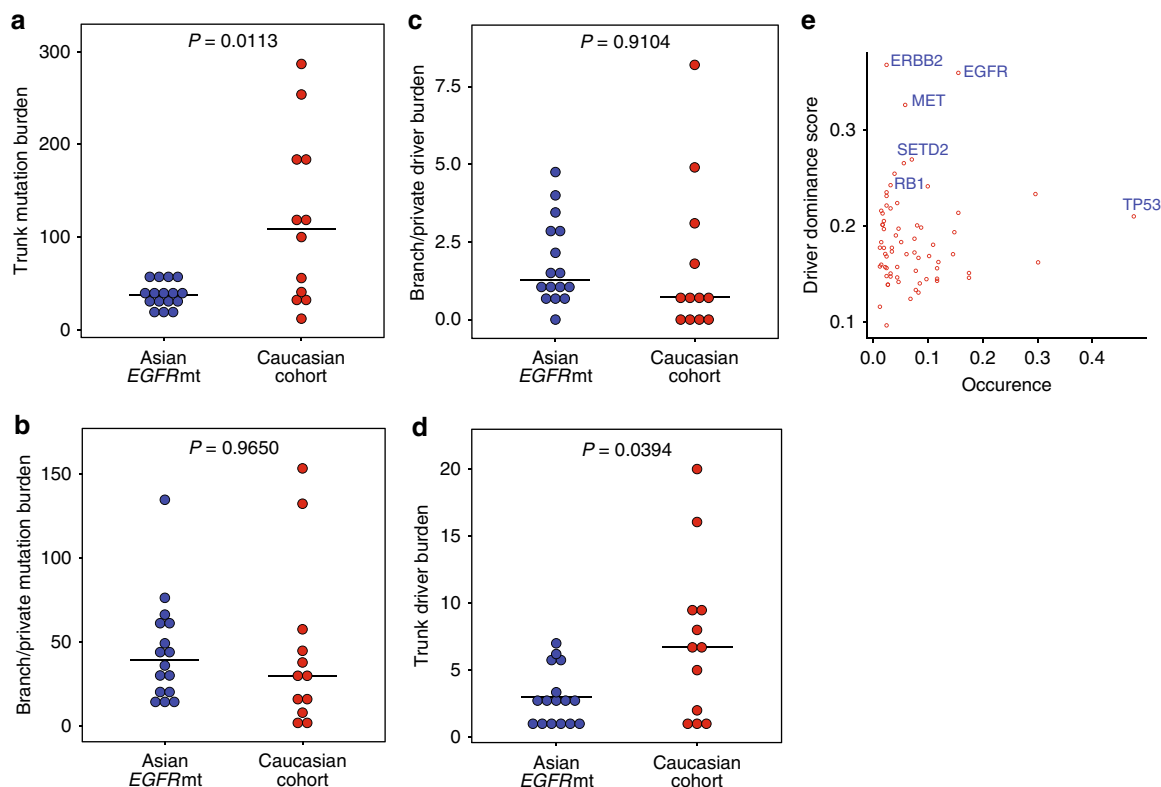 a
P = 0.0113
Trunk mutation burden
300
200
100
0
Asian
EGFRmt
Caucasian
cohort
b
P = 0.9650
Branch/private mutation burden
150
100
50
0
Asian
EGFRmt
Caucasian
cohort
c
P = 0.9104
Branch/private driver burden
7.5
5.0
2.5
0.0
Asian
EGFRmt
Caucasian
cohort
d
P = 0.0394
Trunk driver burden
20
15
10
5
0
Asian
EGFRmt
Caucasian
cohort
e
Driver dominance score
0.3
0.2
0.1
ERBB2
EGFR
MET
SETD2
RB1
TP53
0.0
0.1
0.2
0.3
0.4
Occurence